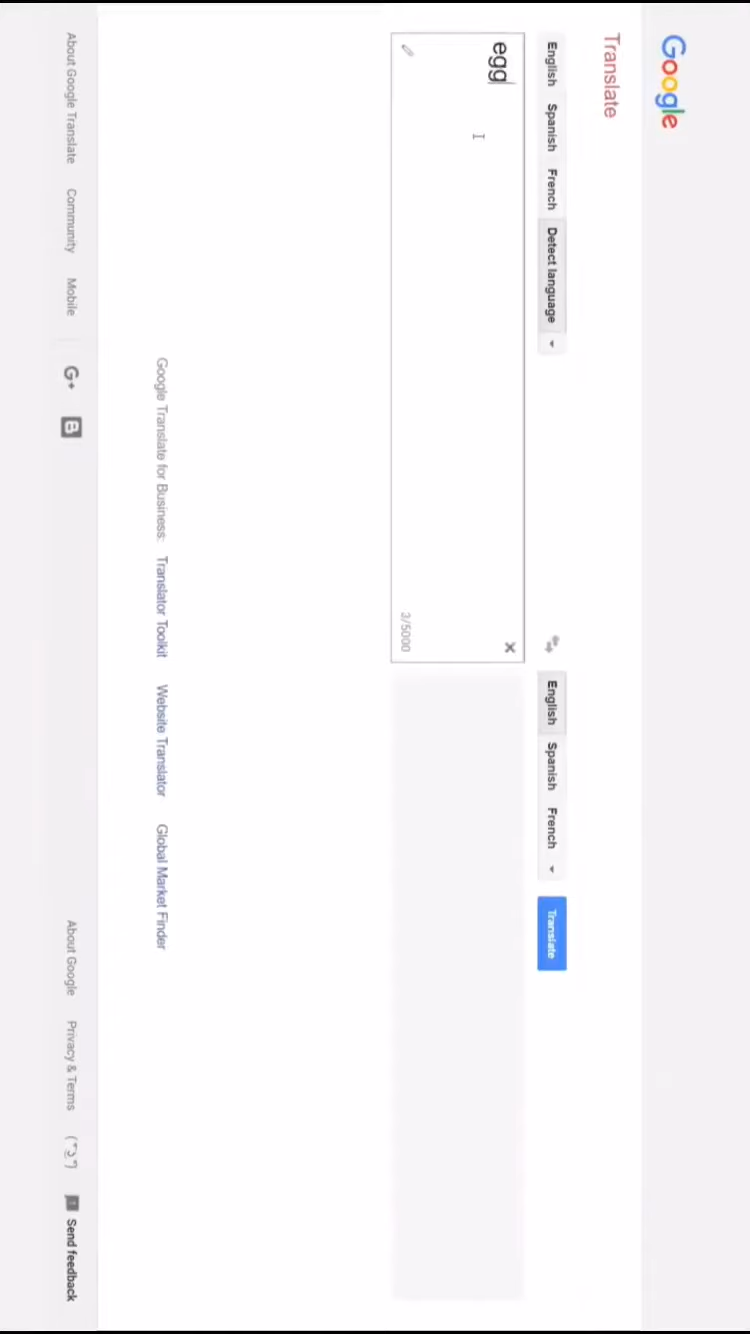 Google
Translate
English Spanish French Detect language
English Spanish French
Translate
egg
3/5000
Google Translate for Business: Translator Toolkit Website Translator Global Market Finder
About Google Translate Community Mobile G+ B About Google Privacy & Terms ( ͡° ͜ʖ ͡°) Send feedback